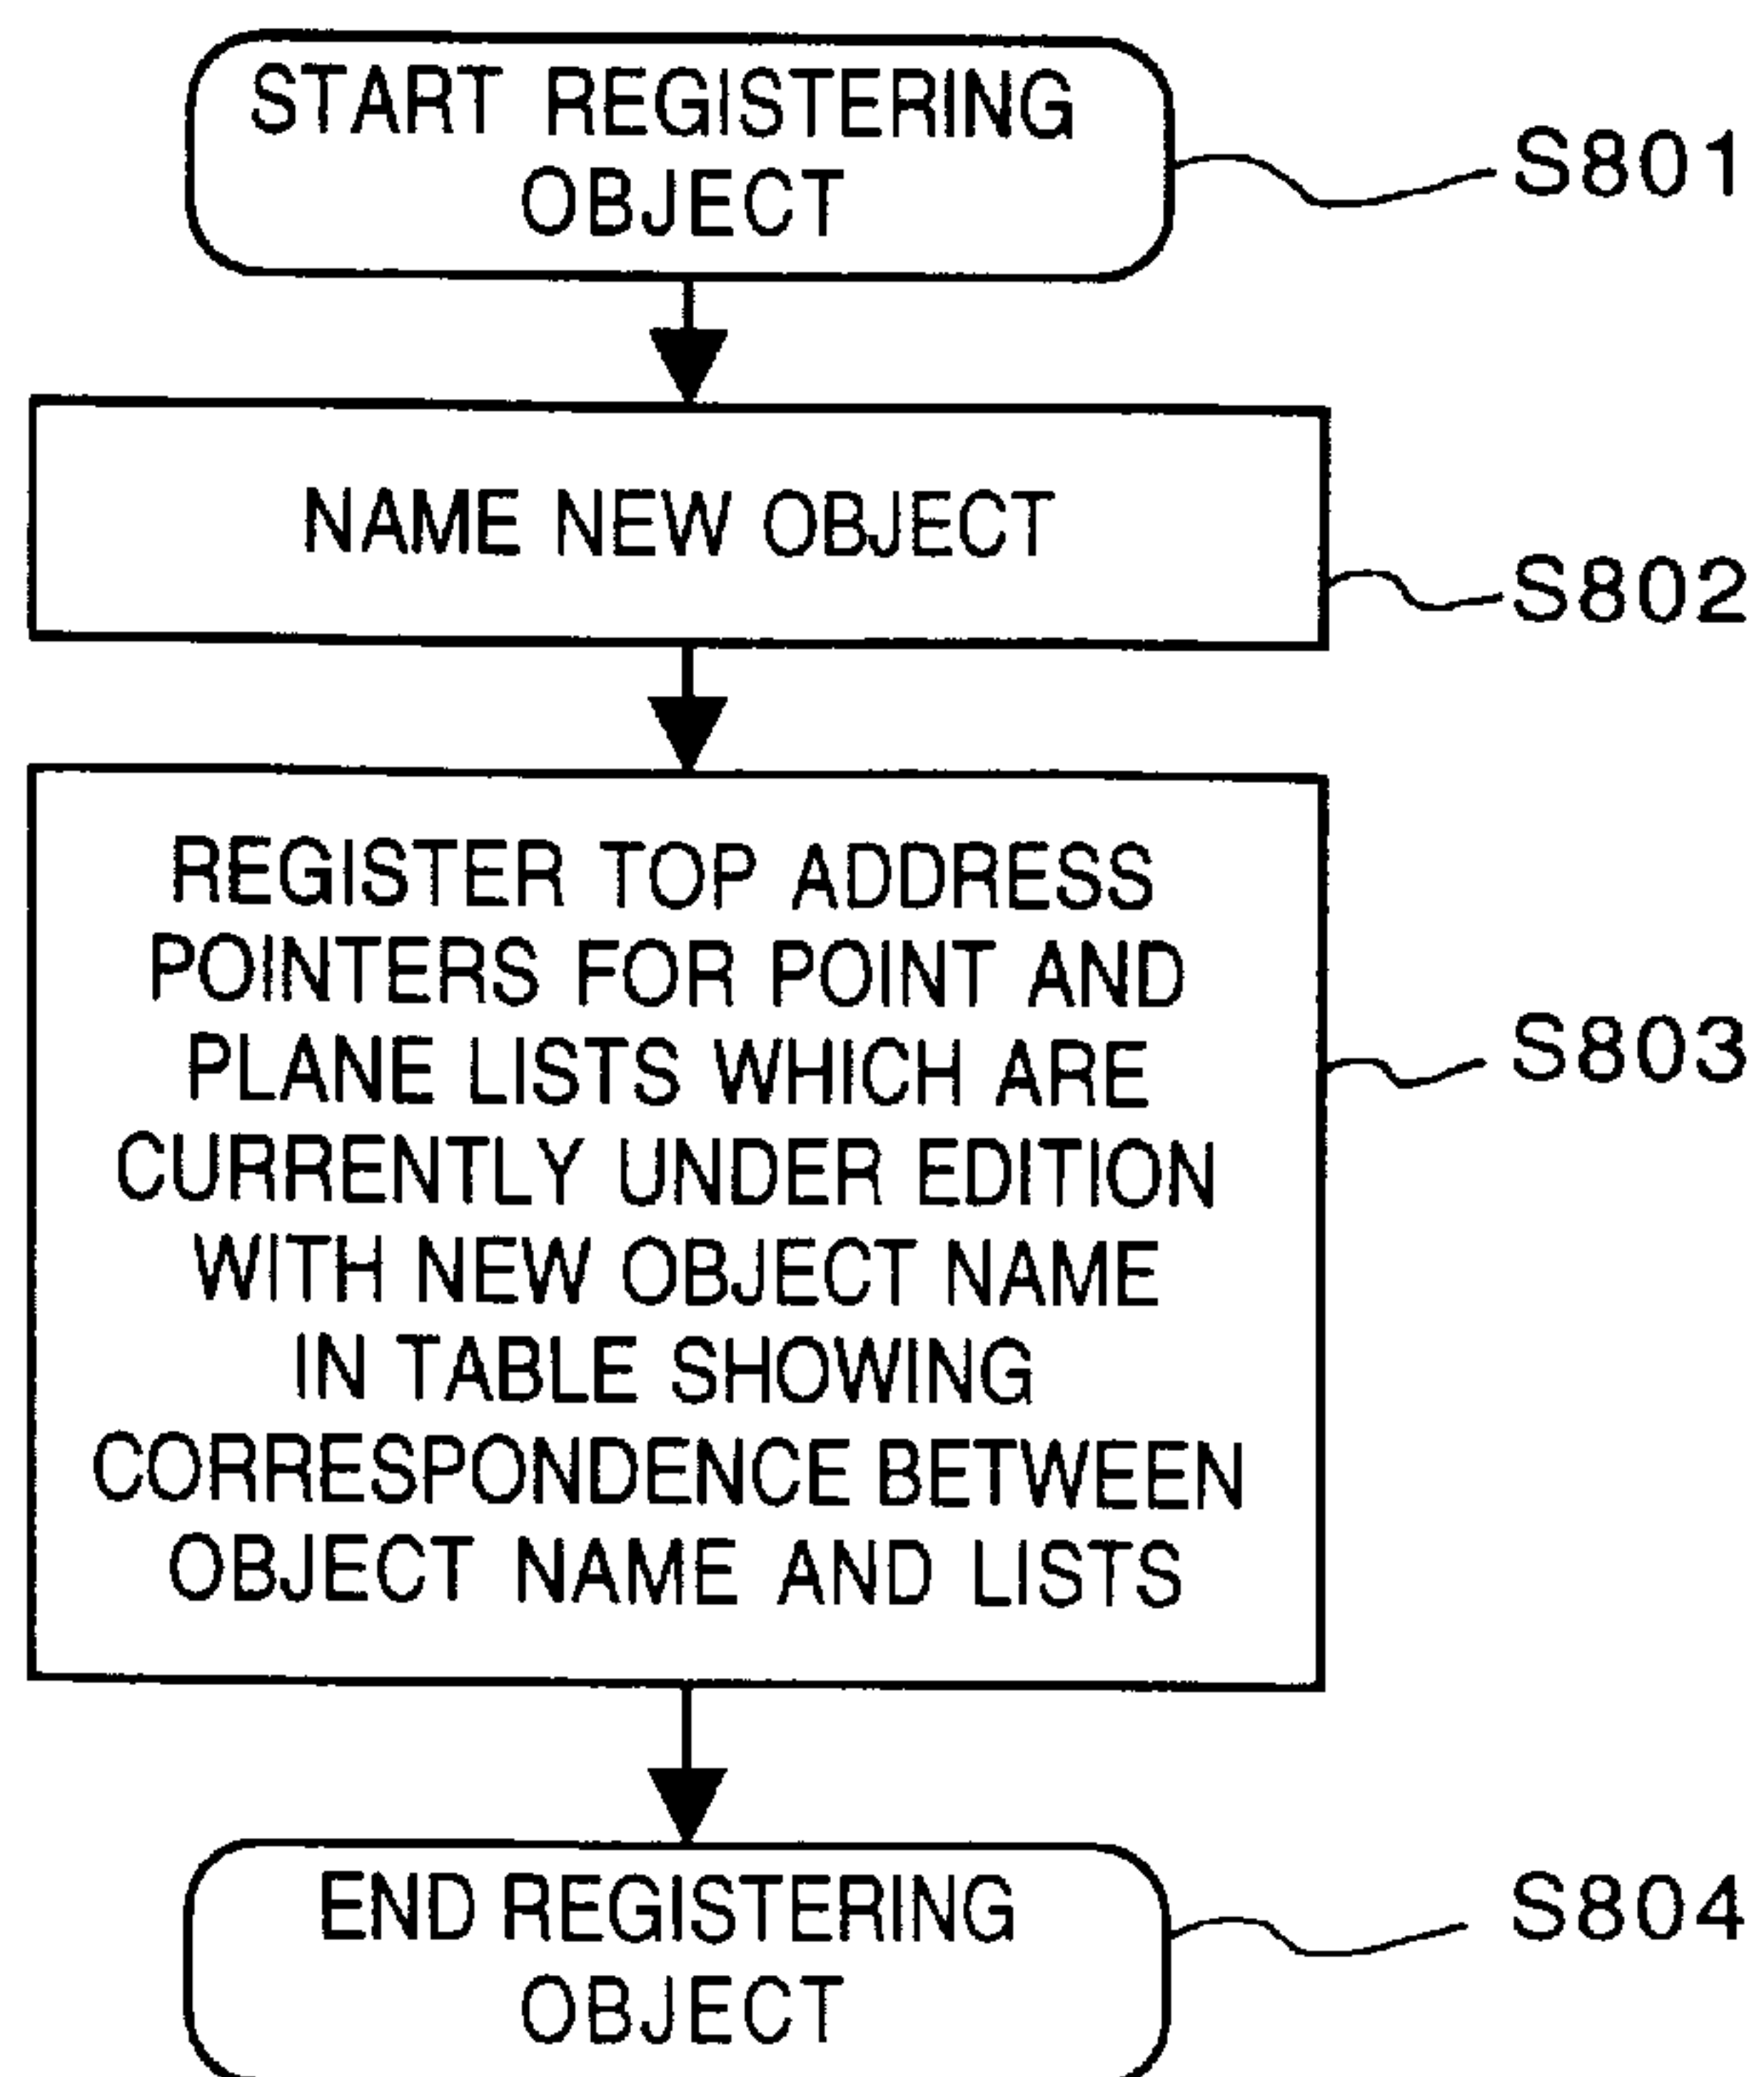 START REGISTERING
OBJECT
S801
NAME NEW OBJECT
S802
REGISTER TOP ADDRESS
POINTERS FOR POINT AND
PLANE LISTS WHICH ARE
CURRENTLY UNDER EDITION
WITH NEW OBJECT NAME
IN TABLE SHOWING
CORRESPONDENCE BETWEEN
OBJECT NAME AND LISTS
S803
END REGISTERING
OBJECT
S804